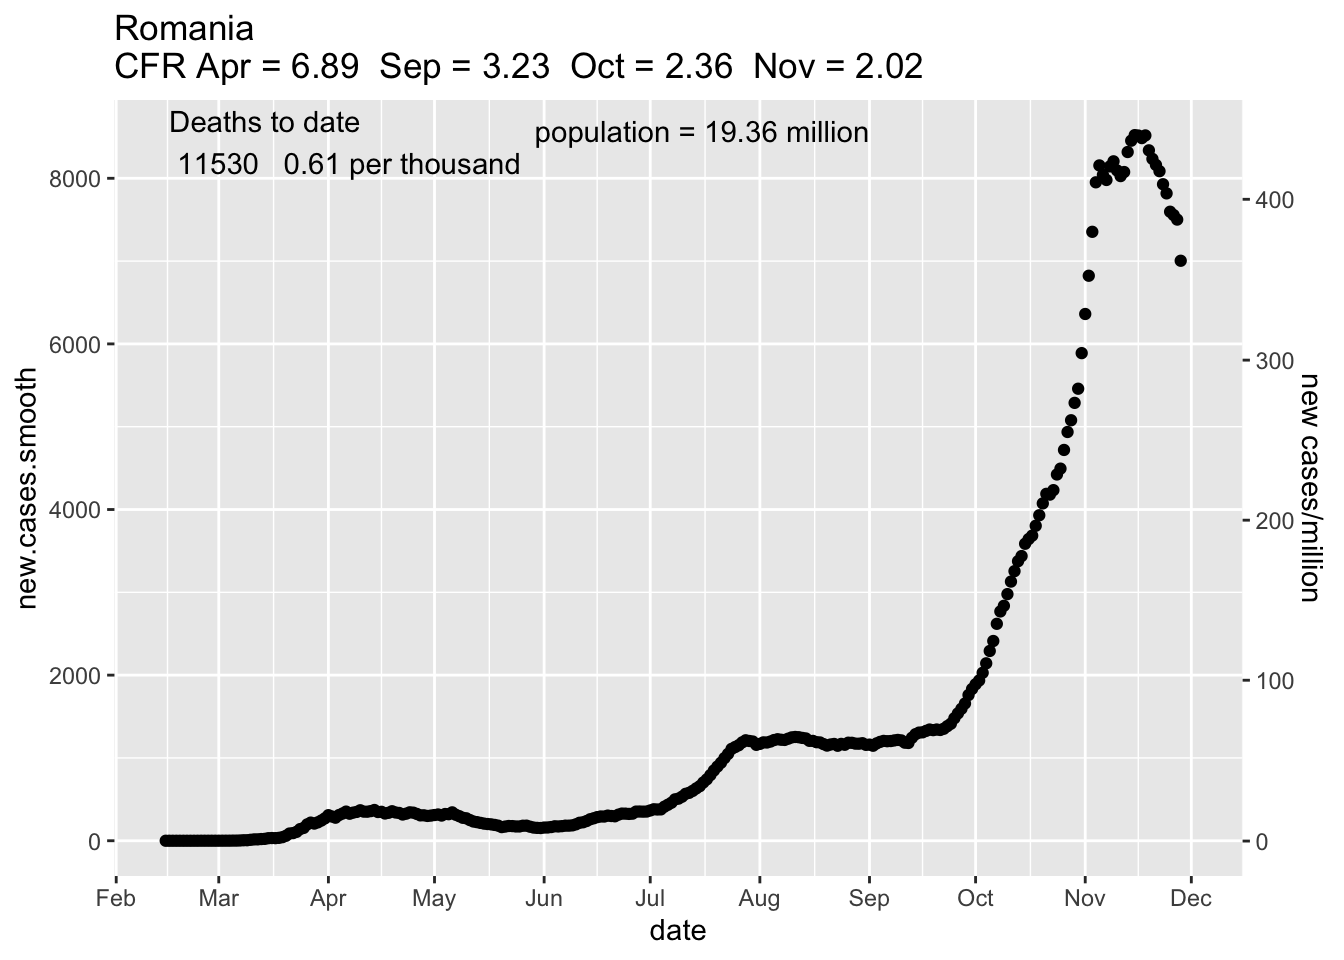 Romania
CFR Apr = 6.89  Sep = 3.23  Oct = 2.36  Nov = 2.02
Deaths to date
11530   0.61 per thousand
population = 19.36 million
new.cases.smooth
8000
6000
4000
2000
0
400
300
200
100
0
new cases/million
Feb Mar Apr May Jun Jul Aug Sep Oct Nov Dec
date